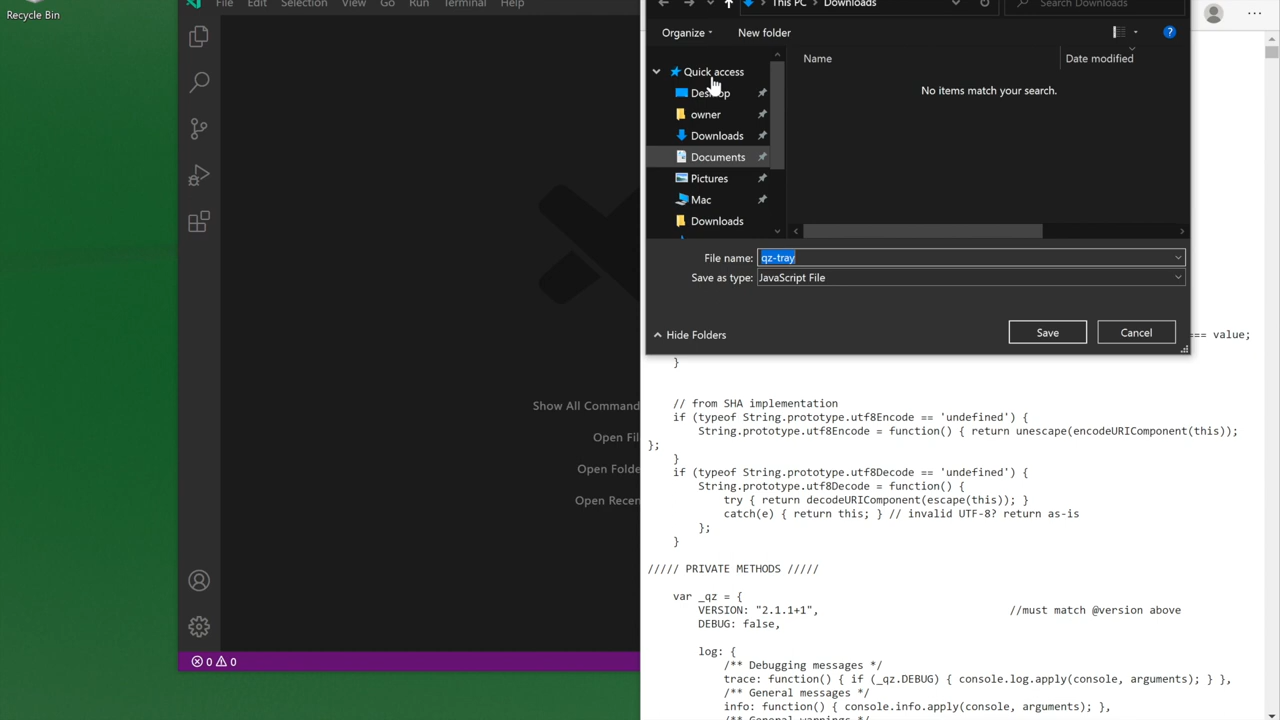 Recycle Bin
File Edit Selection View Go Run Terminal Help
This PC > Downloads
Search Downloads
Organize
New folder
Quick access
Desktop
owner
Downloads
Documents
Pictures
Mac
Downloads
Name
Date modified
No items match your search.
File name: qz-tray
Save as type: JavaScript File
Hide Folders
Save
Cancel
Show All Comman
Open Fil
Open Folde
Open Recen
0 0
=== value;
}
// from SHA implementation
if (typeof String.prototype.utf8Encode == 'undefined') {
String.prototype.utf8Encode = function() { return unescape(encodeURIComponent(this));
};
}
if (typeof String.prototype.utf8Decode == 'undefined') {
String.prototype.utf8Decode = function() {
try { return decodeURIComponent(escape(this)); }
catch(e) { return this; } // invalid UTF-8? return as-is
};
}
///// PRIVATE METHODS /////
var _qz = {
VERSION: "2.1.1+1", //must match @version above
DEBUG: false,
log: {
/** Debugging messages */
trace: function() { if (_qz.DEBUG) { console.log.apply(console, arguments); } },
/** General messages */
info: function() { console.info.apply(console, arguments); },
/** General warnings */